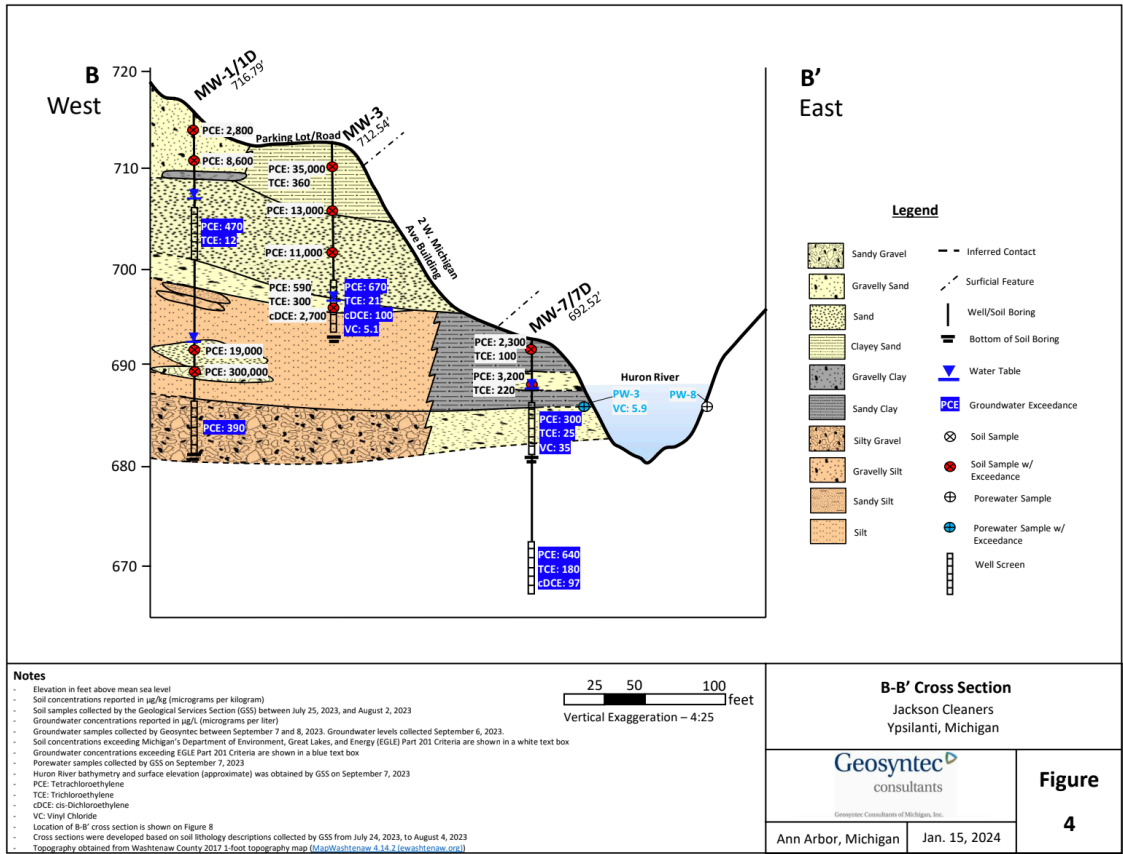 B
West
B’
East
720
710
700
690
680
670
MW-1/1D
716.79’
MW-3
712.54’
MW-7/7D
692.52’
Parking Lot/Road
2 W. Michigan
Ave Building
Huron River
PCE: 2,800
PCE: 8,600
PCE: 470
TCE: 12
PCE: 19,000
PCE: 300,000
PCE: 390
PCE: 35,000
TCE: 360
PCE: 13,000
PCE: 11,000
PCE: 590
TCE: 300
cDCE: 2,700
PCE: 670
TCE: 21
cDCE: 100
VC: 5.1
PCE: 2,300
TCE: 100
PCE: 3,200
TCE: 220
PCE: 300
TCE: 25
VC: 35
PCE: 640
TCE: 180
cDCE: 97
PW-3
VC: 5.9
PW-8
Legend
Sandy Gravel
Gravelly Sand
Sand
Clayey Sand
Gravelly Clay
Sandy Clay
Silty Gravel
Gravelly Silt
Sandy Silt
Silt
Inferred Contact
Surficial Feature
Well/Soil Boring
Bottom of Soil Boring
Water Table
PCE
Groundwater Exceedance
Soil Sample
Soil Sample w/
Exceedance
Porewater Sample
Porewater Sample w/
Exceedance
Well Screen
Notes
- Elevation in feet above mean sea level
- Soil concentrations reported in µg/kg (micrograms per kilogram)
- Soil samples collected by the Geological Services Section (GSS) between July 25, 2023, and August 2, 2023
- Groundwater concentrations reported in µg/L (micrograms per liter)
- Groundwater samples collected by Geosyntec between September 7 and 8, 2023. Groundwater levels collected September 6, 2023.
- Soil concentrations exceeding Michigan’s Department of Environment, Great Lakes, and Energy (EGLE) Part 201 Criteria are shown in a white text box
- Groundwater concentrations exceeding EGLE Part 201 Criteria are shown in a blue text box
- Porewater samples collected by GSS on September 7, 2023
- Huron River bathymetry and surface elevation (approximate) was obtained by GSS on September 7, 2023
- PCE: Tetrachloroethylene
- TCE: Trichloroethylene
- cDCE: cis-Dichloroethylene
- VC: Vinyl Chloride
- Location of B-B’ cross section is shown on Figure 8
- Cross sections were developed based on soil lithology descriptions collected by GSS from July 24, 2023, to August 4, 2023
- Topography obtained from Washtenaw County 2017 1-foot topography map (MapWashtenaw 4.14.2 (ewashtenaw.org))
25 50 100
feet
Vertical Exaggeration – 4:25
B-B’ Cross Section
Jackson Cleaners
Ypsilanti, Michigan
Geosyntec
consultants
Geosyntec Consultants of Michigan, Inc.
Figure
4
Ann Arbor, Michigan
Jan. 15, 2024